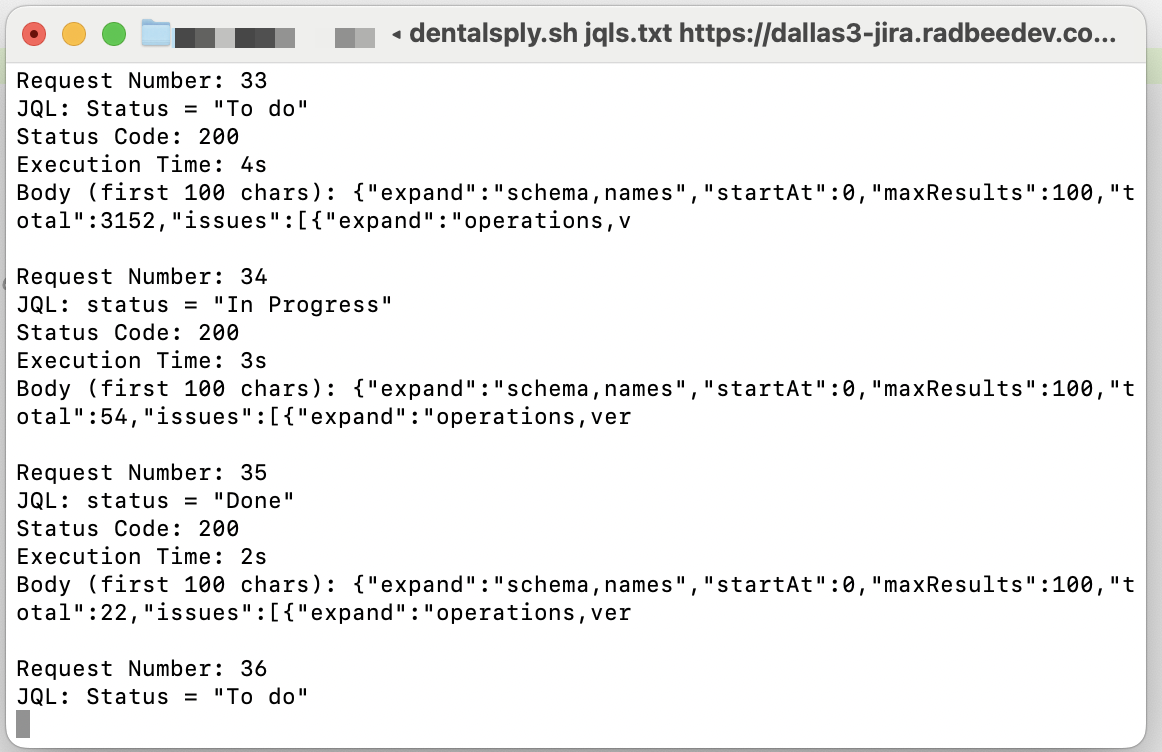 dentalsply.sh jqls.txt https://dallas3-jira.radbeedev.co...
Request Number: 33
JQL: Status = "To do"
Status Code: 200
Execution Time: 4s
Body (first 100 chars): {"expand":"schema,names","startAt":0,"maxResults":100,"t
otal":3152,"issues":[{"expand":"operations,v
Request Number: 34
JQL: status = "In Progress"
Status Code: 200
Execution Time: 3s
Body (first 100 chars): {"expand":"schema,names","startAt":0,"maxResults":100,"t
otal":54,"issues":[{"expand":"operations,ver
Request Number: 35
JQL: status = "Done"
Status Code: 200
Execution Time: 2s
Body (first 100 chars): {"expand":"schema,names","startAt":0,"maxResults":100,"t
otal":22,"issues":[{"expand":"operations,ver
Request Number: 36
JQL: Status = "To do"